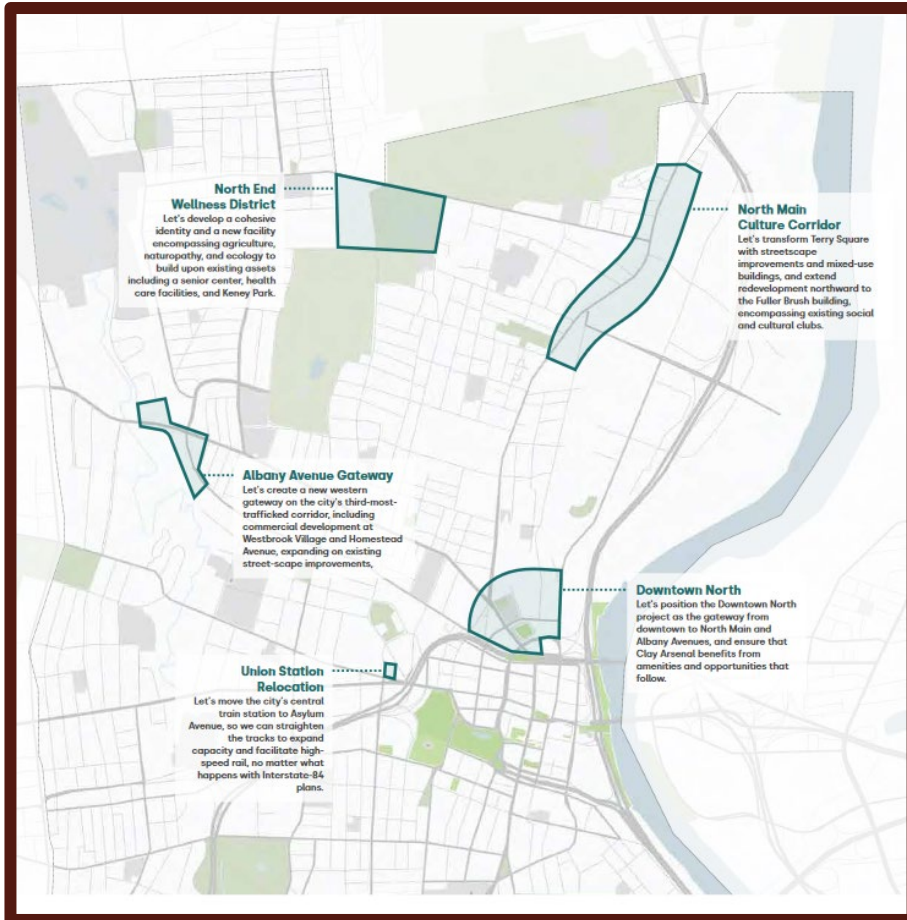 North End
Wellness District
Let's develop a cohesive
identity and a new facility
encompassing agriculture,
naturopathy, and ecology to
build upon existing assets
including a senior center, health
care facilities, and Keney Park.
North Main
Culture Corridor
Let's transform Terry Square
with streetscape
improvements and mixed-use
buildings, and extend
redevelopment northward to
the Fuller Brush building,
encompassing existing social
and cultural clubs.
Albany Avenue Gateway
Let's create a new western
gateway on the city's third-most-
trafficked corridor, including
commercial development at
Westbrook Village and Homestead
Avenue, expanding on existing
street-scape improvements,
Downtown North
Let's position the Downtown North
project as the gateway from
downtown to North Main and
Albany Avenues, and ensure that
Clay Arsenal benefits from
amenities and opportunities that
follow.
Union Station
Relocation
Let's move the city's central
train station to Asylum
Avenue, so we can straighten
the tracks to expand
capacity and facilitate high-
speed rail, no matter what
happens with Interstate-84
plans.